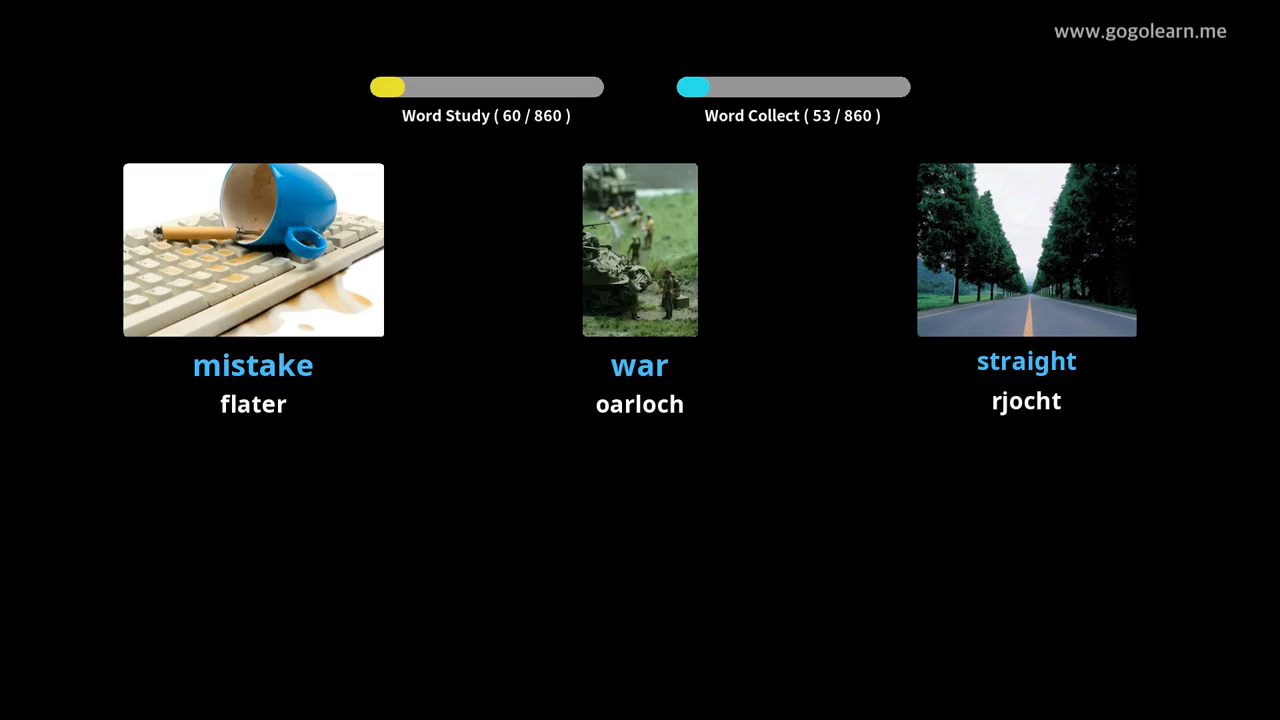 www.gogolearn.me
Word Study ( 60 / 860 )
Word Collect ( 53 / 860 )
mistake
flater
war
oarloch
straight
rjocht